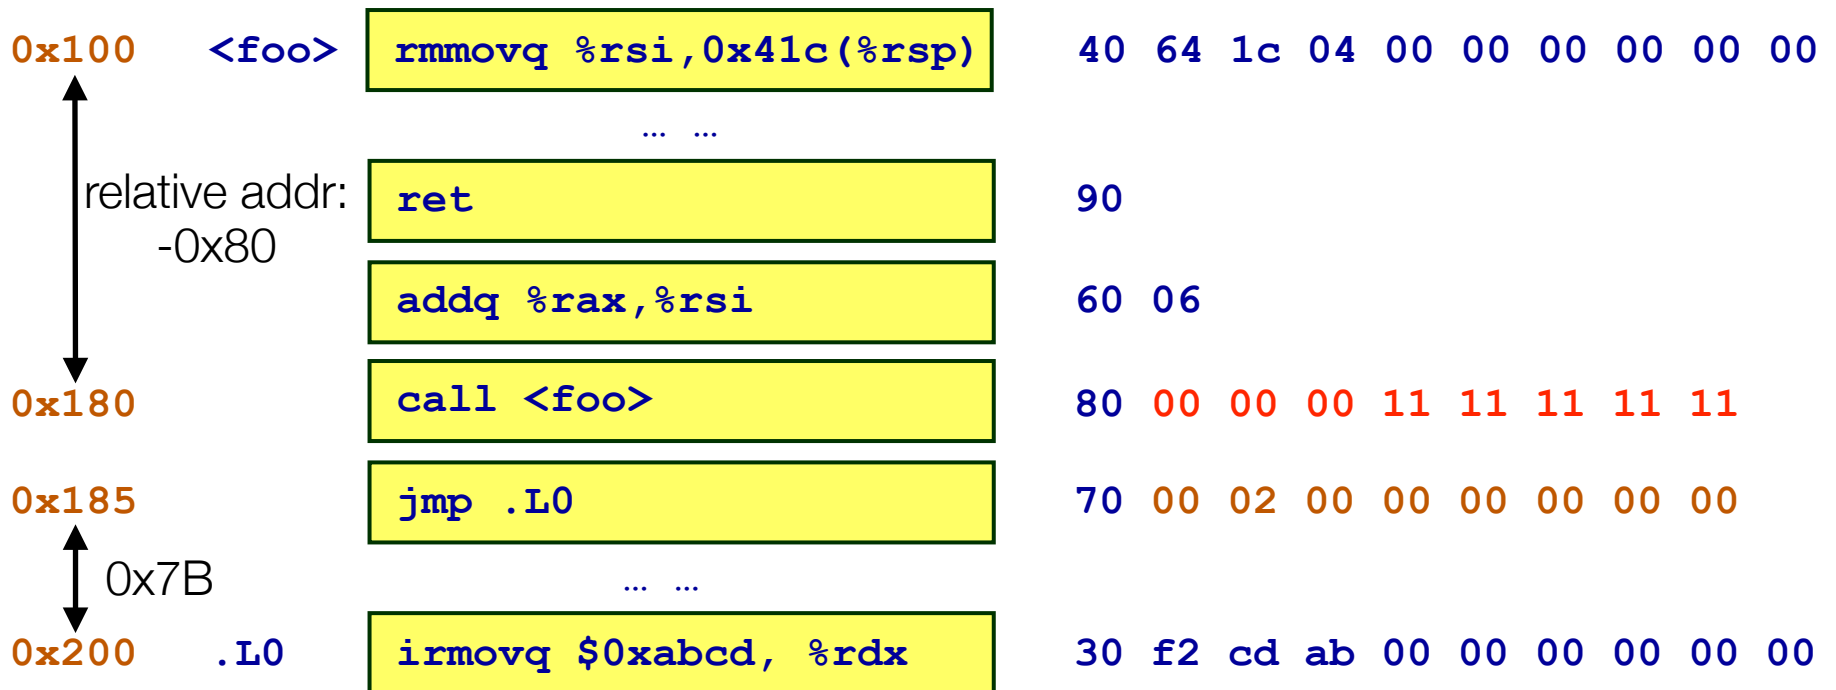 0x100 <foo> rmmovq %rsi,0x41c(%rsp) 40 64 1c 04 00 00 00 00 00 00
… …
relative addr:
-0x80
ret 90
addq %rax,%rsi 60 06
0x180 call <foo> 80 00 00 00 11 11 11 11 11
0x185 jmp .L0 70 00 02 00 00 00 00 00 00
0x7B
… …
0x200 .L0 irmovq $0xabcd, %rdx 30 f2 cd ab 00 00 00 00 00 00